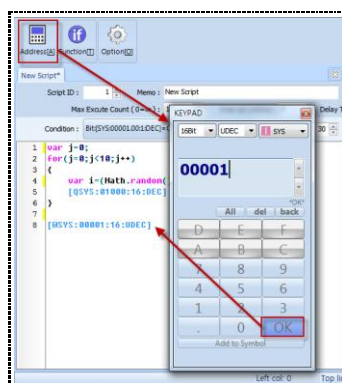 Address[A] Function[T] Option[O]
New Script*
Script ID : 1 Memo : New Script
Max Excute Count ( 0=∞) : Delay T
Condition : Bit[SYS:00001.00:1:DEC]= 30
KEYPAD
16Bit UDEC SYS
00001
*OK*
All del back
D E F
A B C
7 8 9
4 5 6
1 2 3
. 0 OK
Add to Symbol
1 var j=0;
2 for(j=0;j<10;j++)
3 {
4 var i=(Math.random(
5 [@SYS:01000:16:DEC]
6 }
7
8 [@SYS:00001:16:UDEC]
Left col: 0 Top li